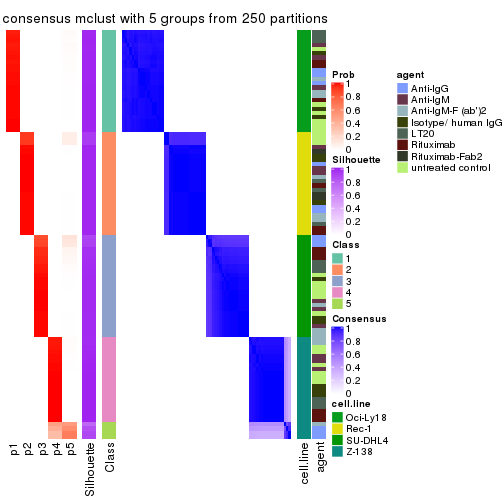 consensus mclust with 5 groups from 250 partitions
Prob
1
0.8
0.6
0.4
0.2
0
Silhouette
1
0.8
0.6
0.4
0.2
0
Class
1
2
3
4
5
Consensus
1
0.8
0.6
0.4
0.2
0
cell.line
Oci-Ly18
Rec-1
SU-DHL4
Z-138
agent
Anti-IgG
Anti-IgM
Anti-IgM-F (ab')2
Isotype/ human IgG
LT20
Rituximab
Rituximab-Fab2
untreated control
p1
p2
p3
p4
p5
Silhouette
Class
cell.line
agent